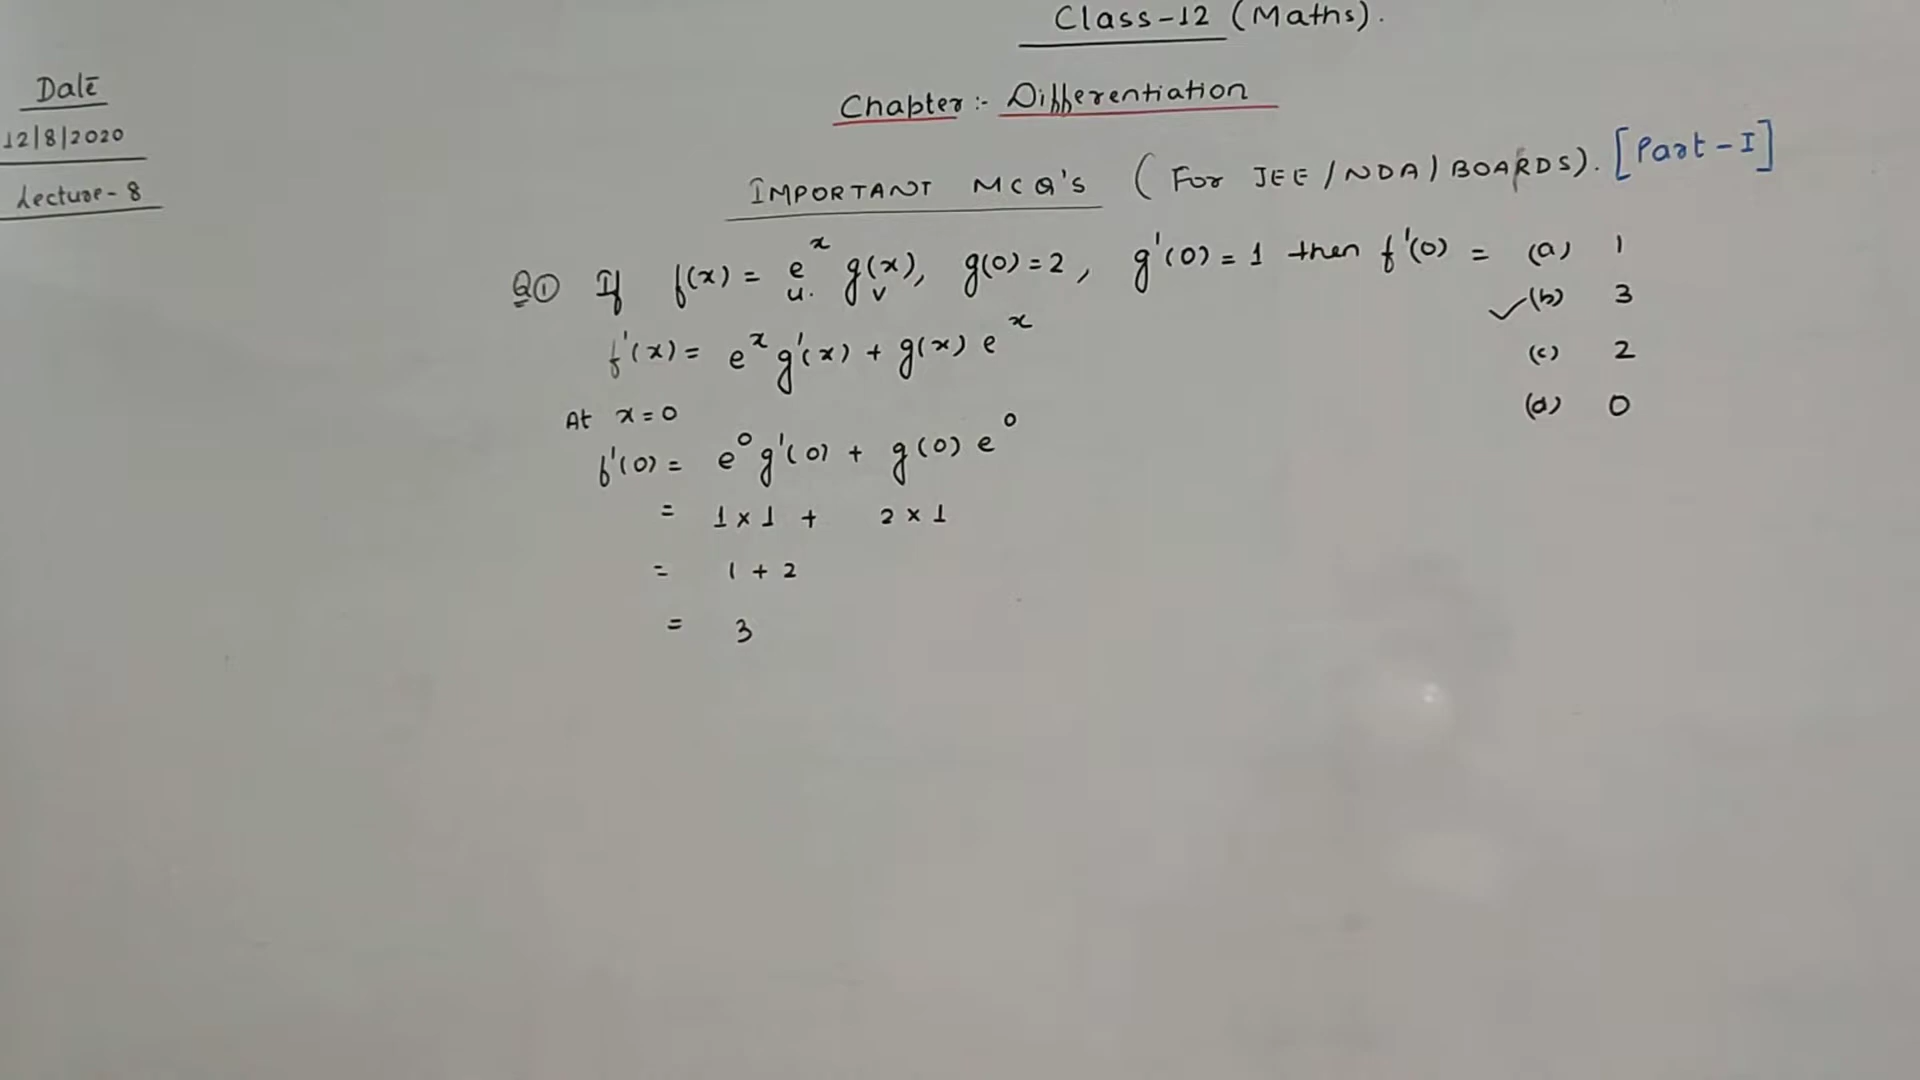 Class-12 (Maths).
Date
12/8/2020
Lecture-8
Chapter:- Differentiation
IMPORTANT MCQ'S (For JEE/NDA/BOARDS). [Part-I]
Q① If f(x) = e^x g(x), g(0)=2, g'(0)=1 then f'(0) = (a) 1
u. v
✓(b) 3
f'(x) = e^x g'(x) + g(x) e^x
(c) 2
(d) 0
At x=0
f'(0) = e^0 g'(0) + g(0) e^0
= 1×1 + 2×1
= 1+2
= 3